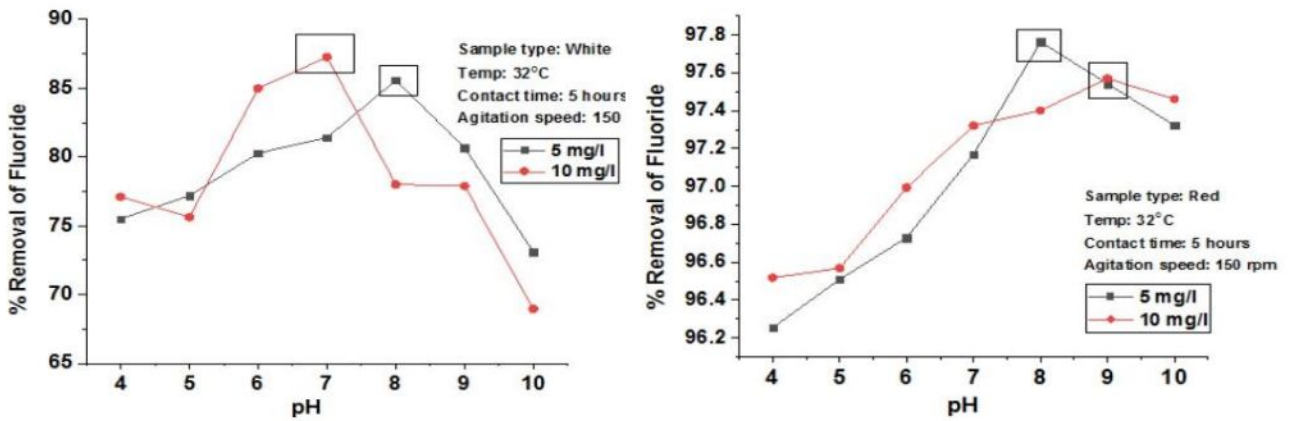 90
85
80
75
70
65
% Removal of Fluoride
4 5 6 7 8 9 10
pH
Sample type: White
Temp: 32°C
Contact time: 5 hours
Agitation speed: 150
5 mg/l
10 mg/l
97.8
97.6
97.4
97.2
97.0
96.8
96.6
96.4
96.2
% Removal of Fluoride
4 5 6 7 8 9 10
pH
Sample type: Red
Temp: 32°C
Contact time: 5 hours
Agitation speed: 150 rpm
5 mg/l
10 mg/l